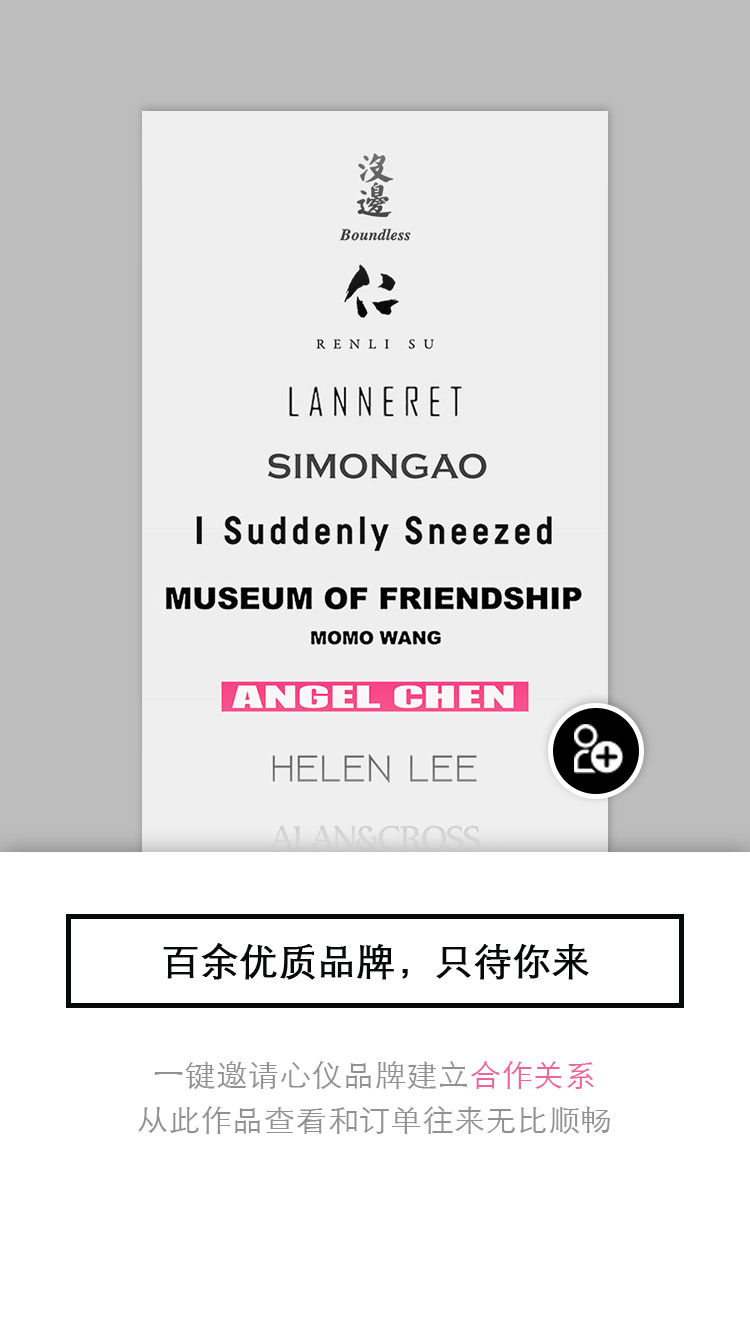 沒
邊
Boundless
仁
RENLI SU
LANNERET
SIMONGAO
I Suddenly Sneezed
MUSEUM OF FRIENDSHIP
MOMO WANG
ANGEL CHEN
HELEN LEE
ALAN&CROSS
百余优质品牌，只待你来
一键邀请心仪品牌建立合作关系
从此作品查看和订单往来无比顺畅